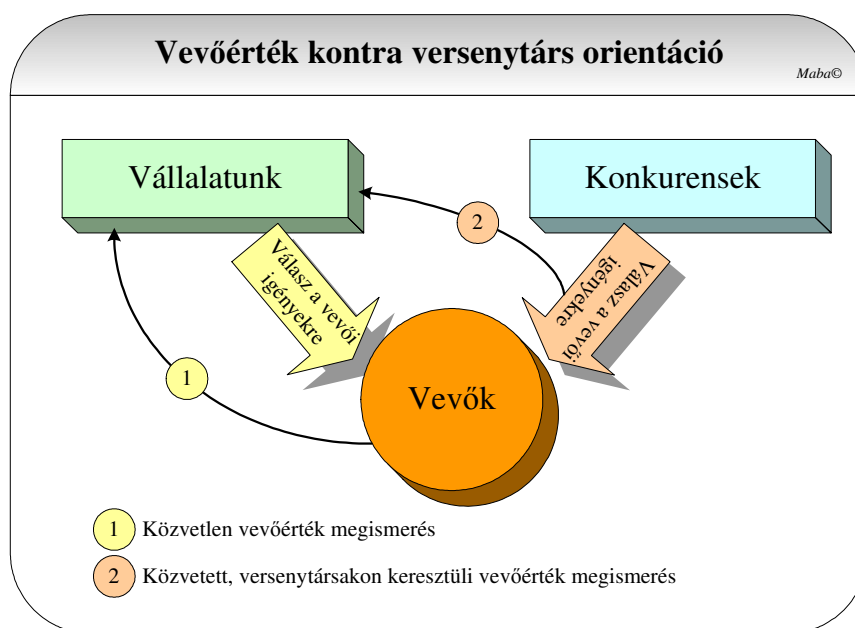 Vevőérték kontra versenytárs orientáció
Maba©
Vállalatunk
Konkurensek
2
Válasz a vevői
igényekre
Válasz a vevői
igényekre
1
Vevők
1 Közvetlen vevőérték megismerés
2 Közvetett, versenytársakon keresztüli vevőérték megismerés